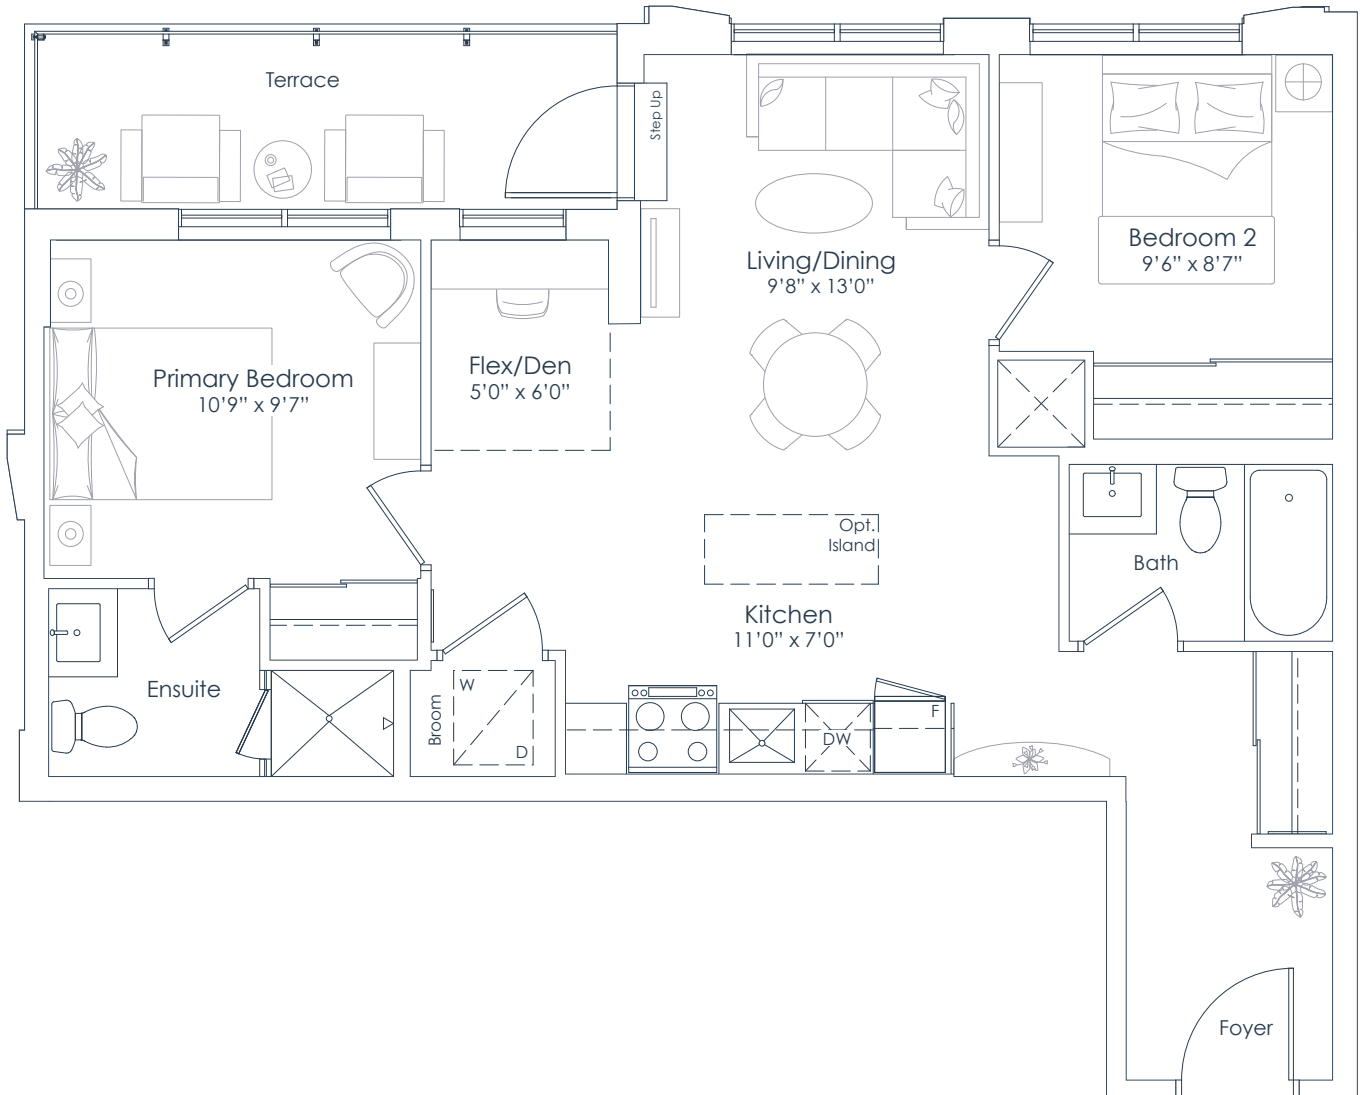 Terrace
Step Up
Living/Dining
9’8” x 13’0”
Bedroom 2
9’6” x 8’7”
Primary Bedroom
10’9” x 9’7”
Flex/Den
5’0” x 6’0”
Opt.
Island
Kitchen
11’0” x 7’0”
Bath
Ensuite
Broom
W
D
DW
F
Foyer